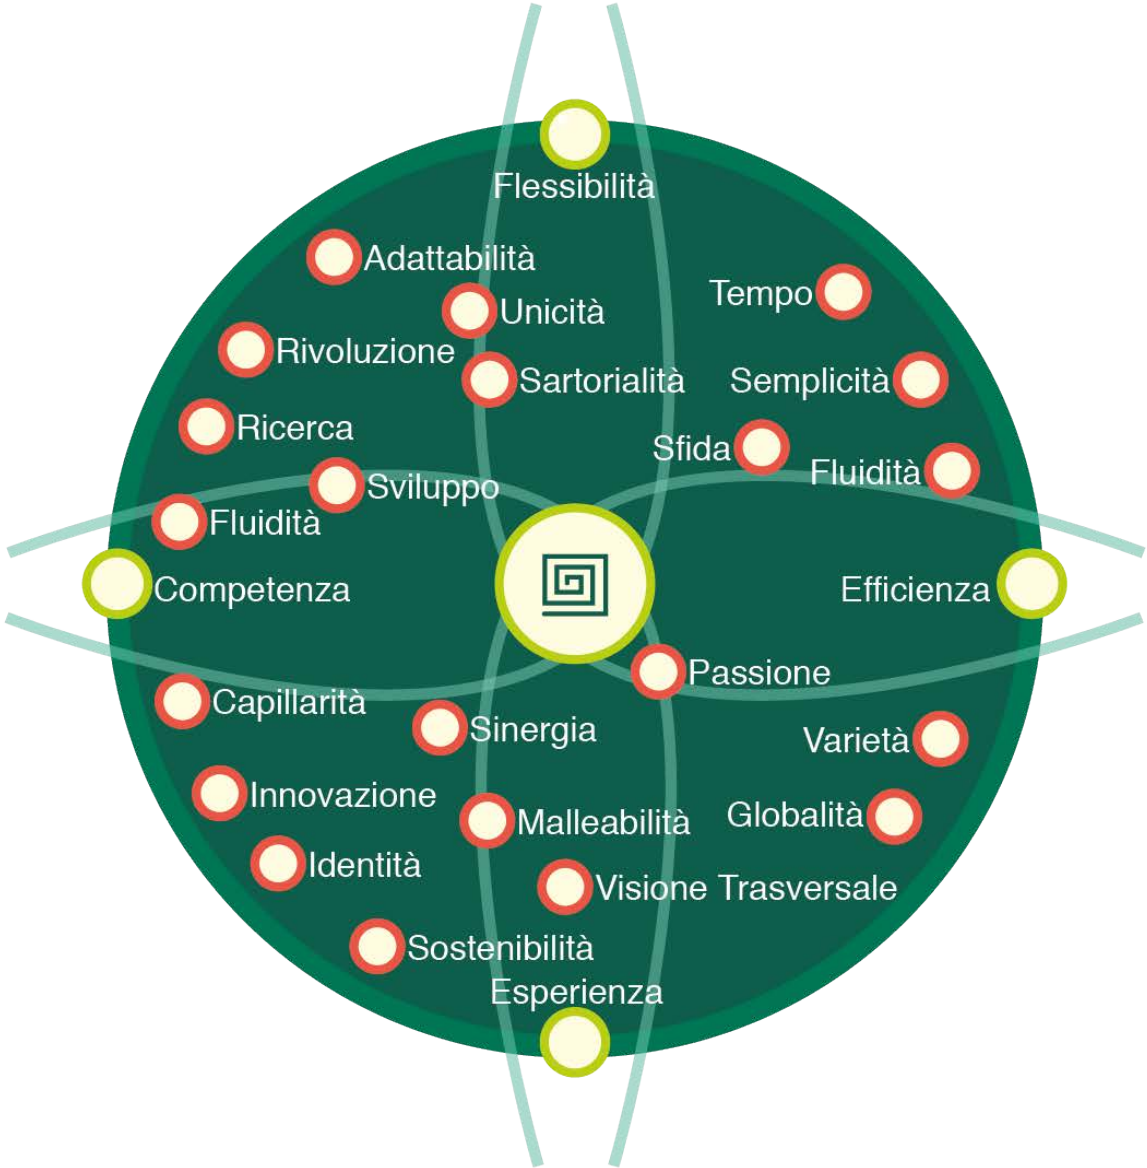 Flessibilità
Adattabilità
Tempo
Unicità
Rivoluzione
Sartorialità
Semplicità
Ricerca
Sfida
Fluidità
Sviluppo
Fluidità
Competenza
Efficienza
Passione
Capillarità
Sinergia
Varietà
Innovazione
Globalità
Malleabilità
Identità
Visione Trasversale
Sostenibilità
Esperienza